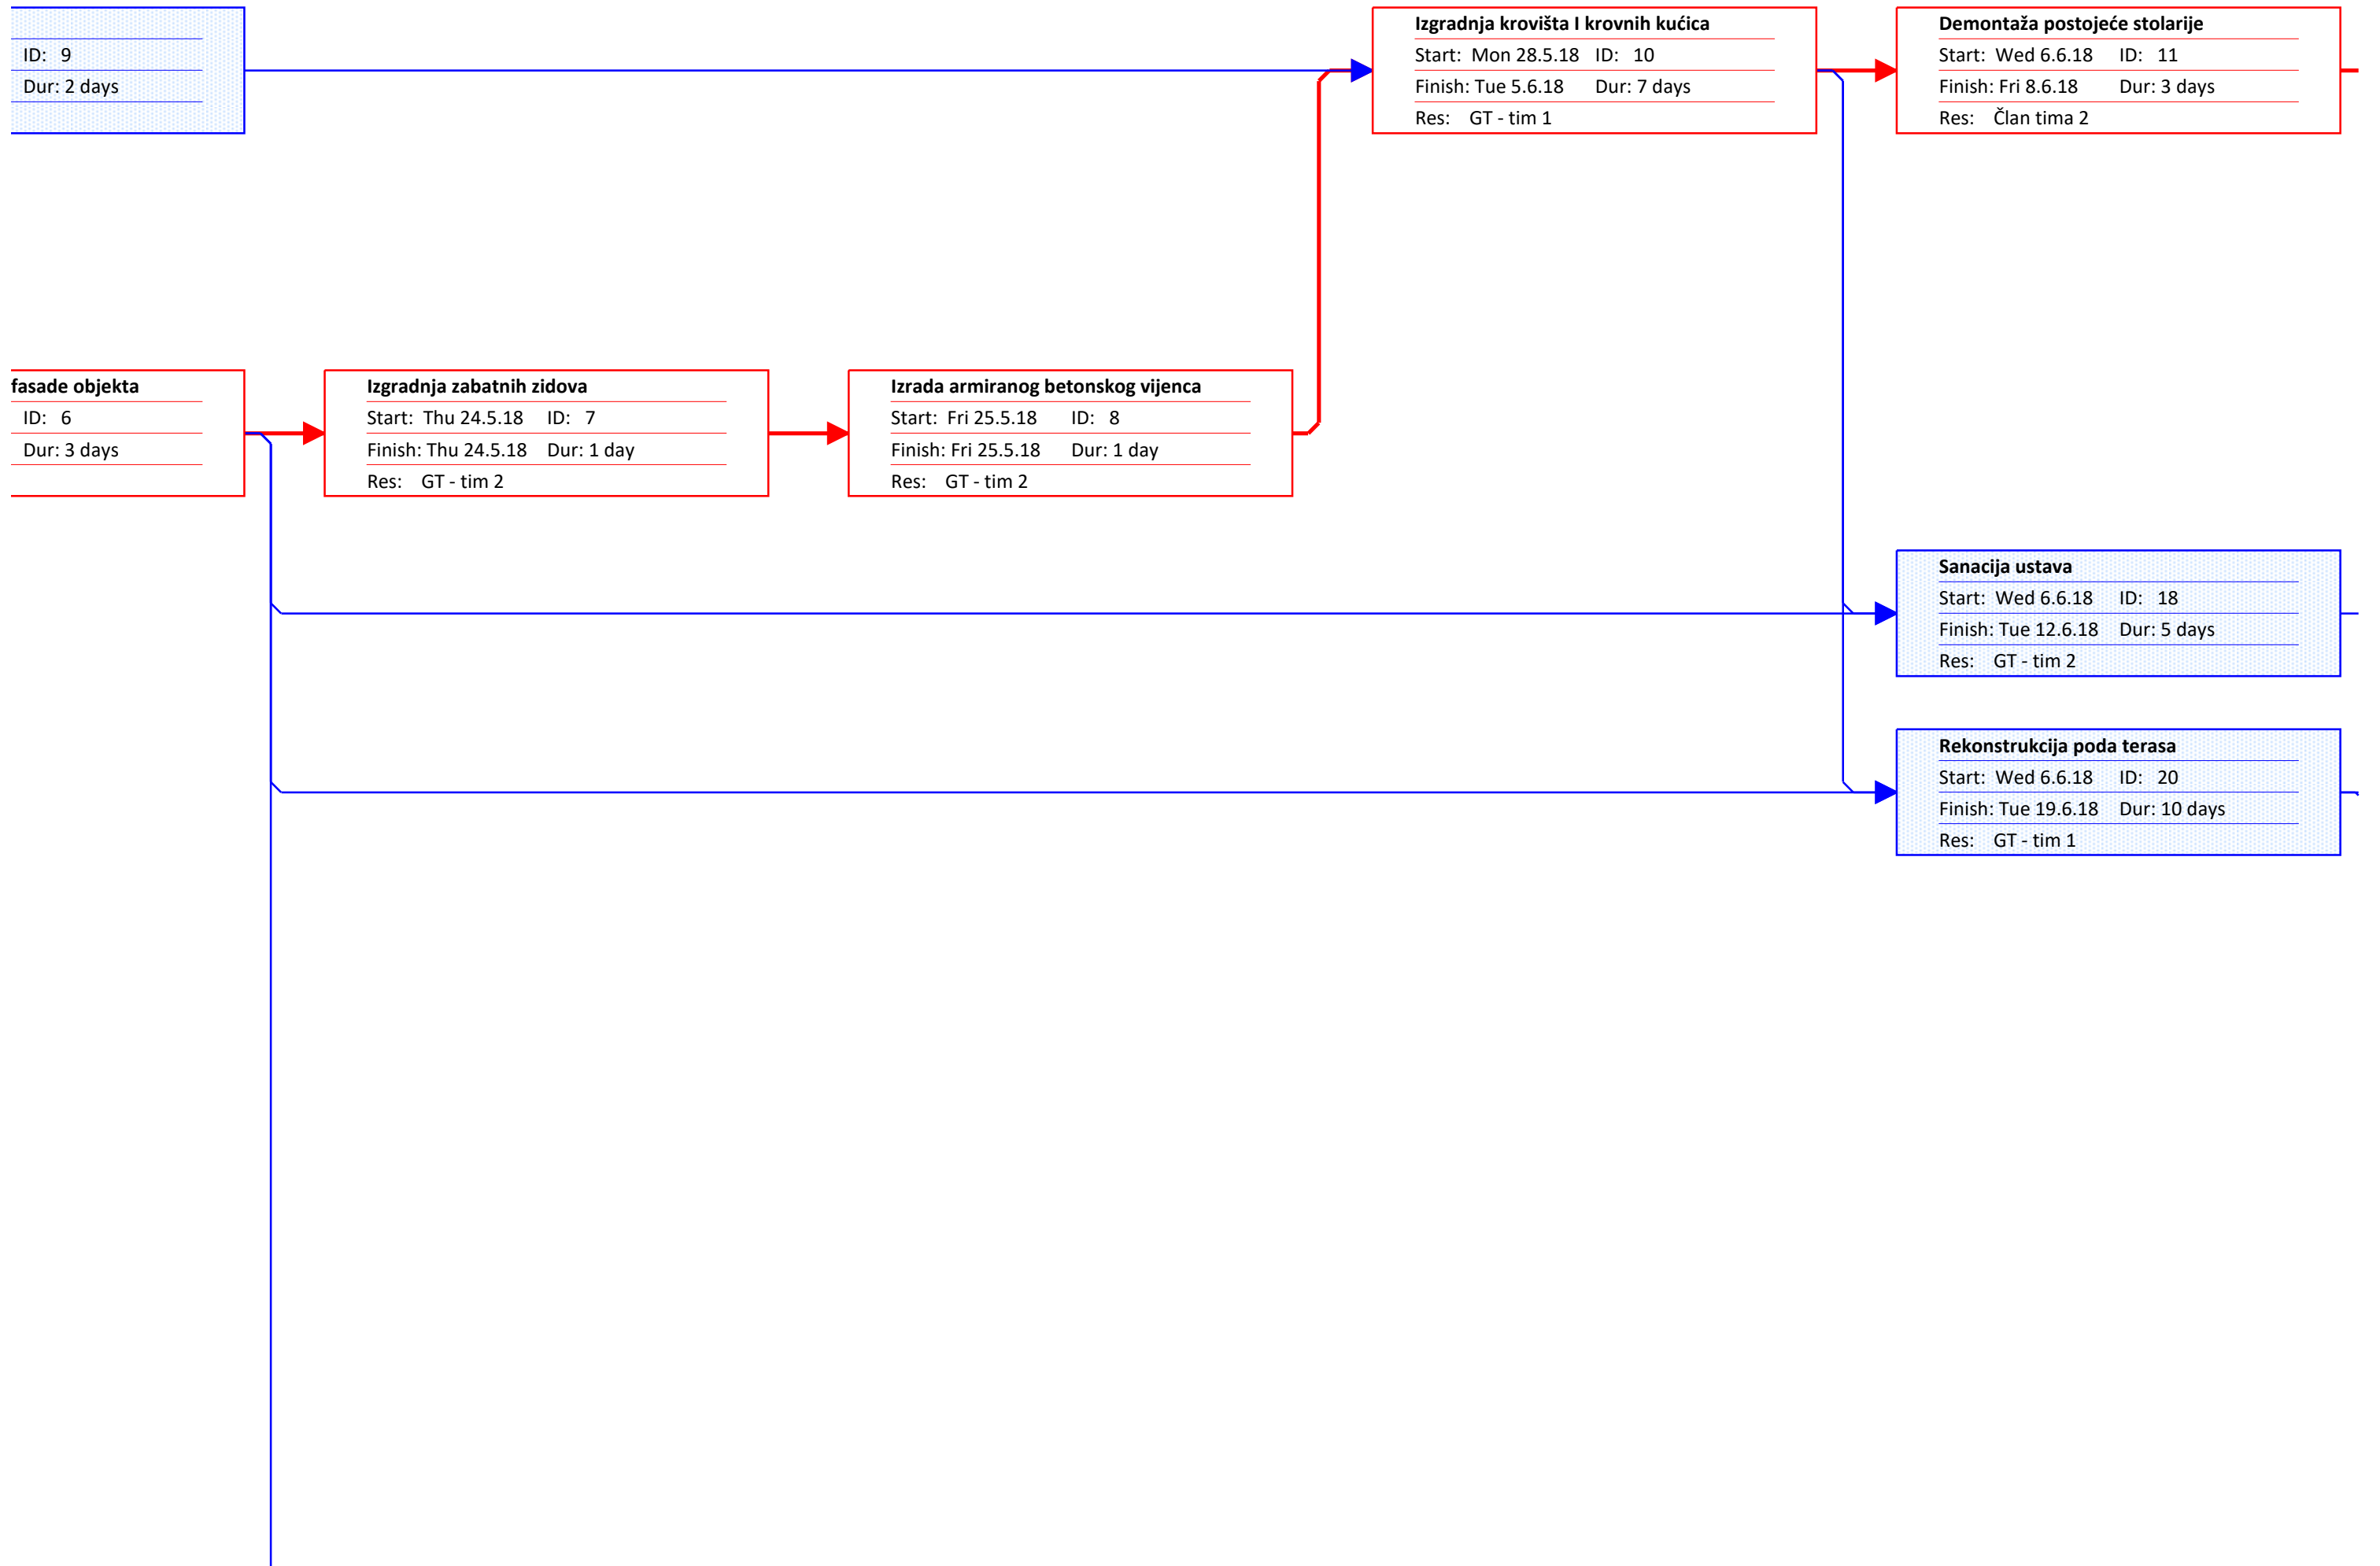 ID: 9
Dur: 2 days
Izgradnja krovišta I krovnih kućica
Start: Mon 28.5.18 ID: 10
Finish: Tue 5.6.18 Dur: 7 days
Res: GT - tim 1
Demontaža postojeće stolarije
Start: Wed 6.6.18 ID: 11
Finish: Fri 8.6.18 Dur: 3 days
Res: Član tima 2
fasade objekta
ID: 6
Dur: 3 days
Izgradnja zabatnih zidova
Start: Thu 24.5.18 ID: 7
Finish: Thu 24.5.18 Dur: 1 day
Res: GT - tim 2
Izrada armiranog betonskog vijenca
Start: Fri 25.5.18 ID: 8
Finish: Fri 25.5.18 Dur: 1 day
Res: GT - tim 2
Sanacija ustava
Start: Wed 6.6.18 ID: 18
Finish: Tue 12.6.18 Dur: 5 days
Res: GT - tim 2
Rekonstrukcija poda terasa
Start: Wed 6.6.18 ID: 20
Finish: Tue 19.6.18 Dur: 10 days
Res: GT - tim 1